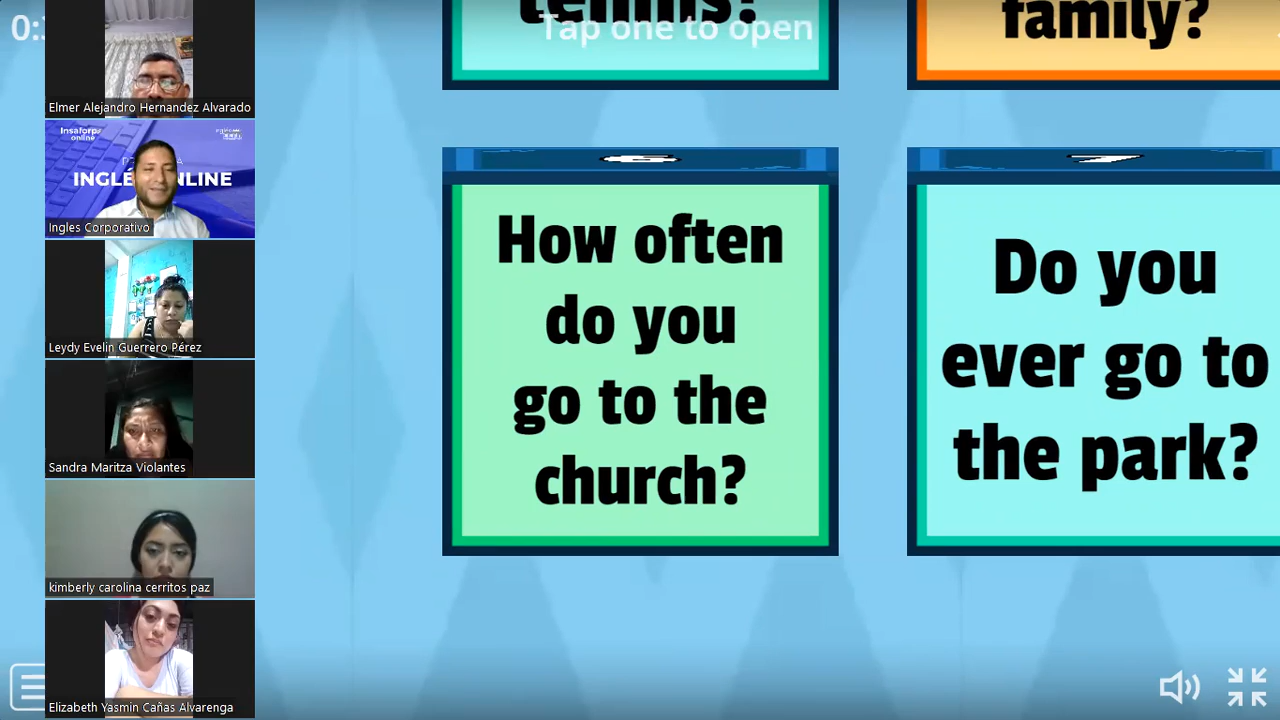 0:
Tap one to open
tennis?
family?
How often
do you
go to the
church?
Do you
ever go to
the park?
Elmer Alejandro Hernandez Alvarado
Insaforp
online
INGLÉS ONLINE
Ingles Corporativo
Leydy Evelin Guerrero Pérez
Sandra Maritza Violantes
kimberly carolina cerritos paz
Elizabeth Yasmin Cañas Alvarenga